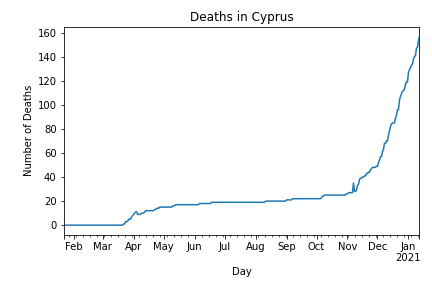 Deaths in Cyprus
Number of Deaths
160
140
120
100
80
60
40
20
0
Feb Mar Apr May Jun Jul Aug Sep Oct Nov Dec Jan
2021
Day